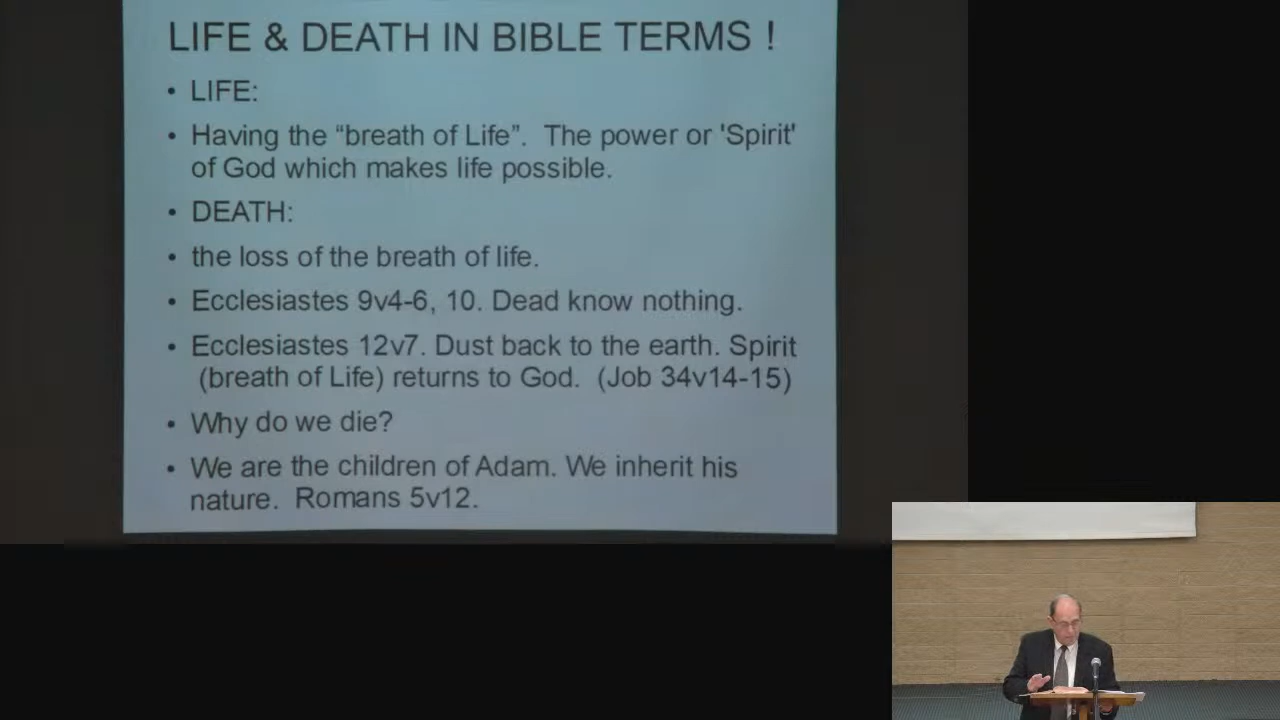 LIFE & DEATH IN BIBLE TERMS !
• LIFE:
• Having the “breath of Life”. The power or 'Spirit'
of God which makes life possible.
• DEATH:
• the loss of the breath of life.
• Ecclesiastes 9v4-6, 10. Dead know nothing.
• Ecclesiastes 12v7. Dust back to the earth. Spirit
(breath of Life) returns to God. (Job 34v14-15)
• Why do we die?
• We are the children of Adam. We inherit his
nature. Romans 5v12.